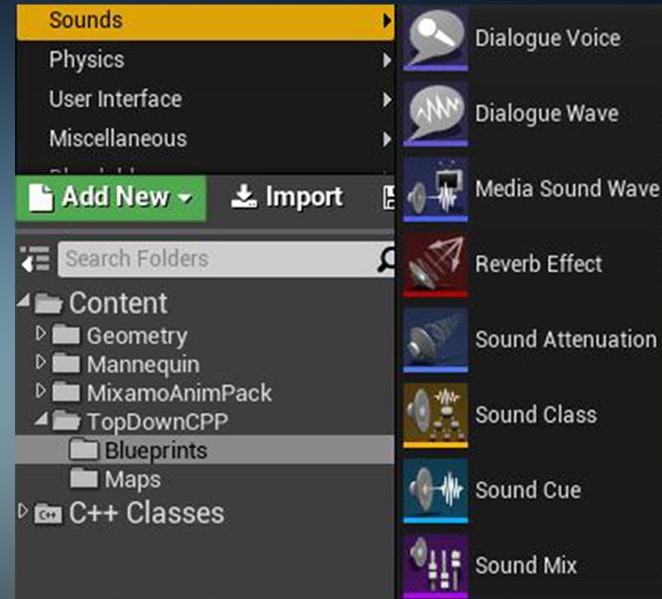 Sounds
Physics
User Interface
Miscellaneous
Add New
Import
Search Folders
Content
Geometry
Mannequin
MixamoAnimPack
TopDownCPP
Blueprints
Maps
C++ Classes
Dialogue Voice
Dialogue Wave
Media Sound Wave
Reverb Effect
Sound Attenuation
Sound Class
Sound Cue
Sound Mix